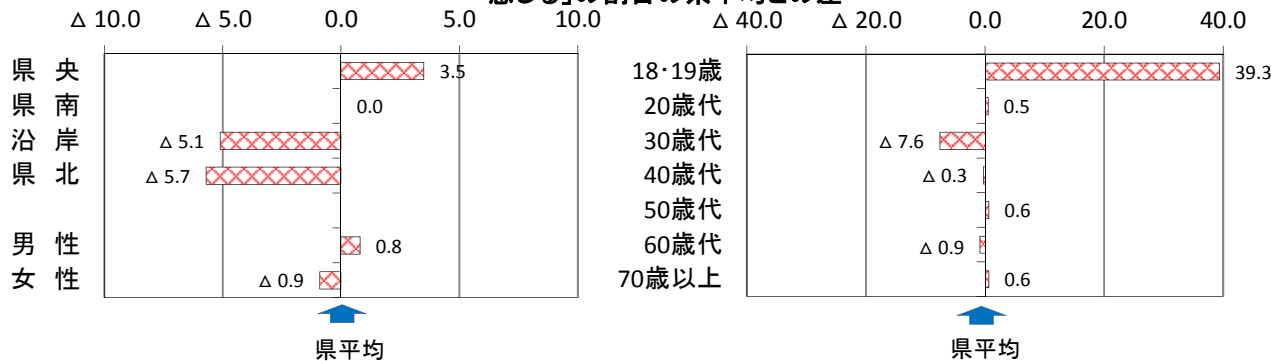 感じる」の割合の県平均との差
△ 10.0 △ 5.0 0.0 5.0 10.0
県 央 3.5
県 南 0.0
沿 岸 △ 5.1
県 北 △ 5.7
男 性 0.8
女 性 △ 0.9
県平均
△ 40.0 △ 20.0 0.0 20.0 40.0
18･19歳 39.3
20歳代 0.5
30歳代 △ 7.6
40歳代 △ 0.3
50歳代 0.6
60歳代 △ 0.9
70歳以上 0.6
県平均